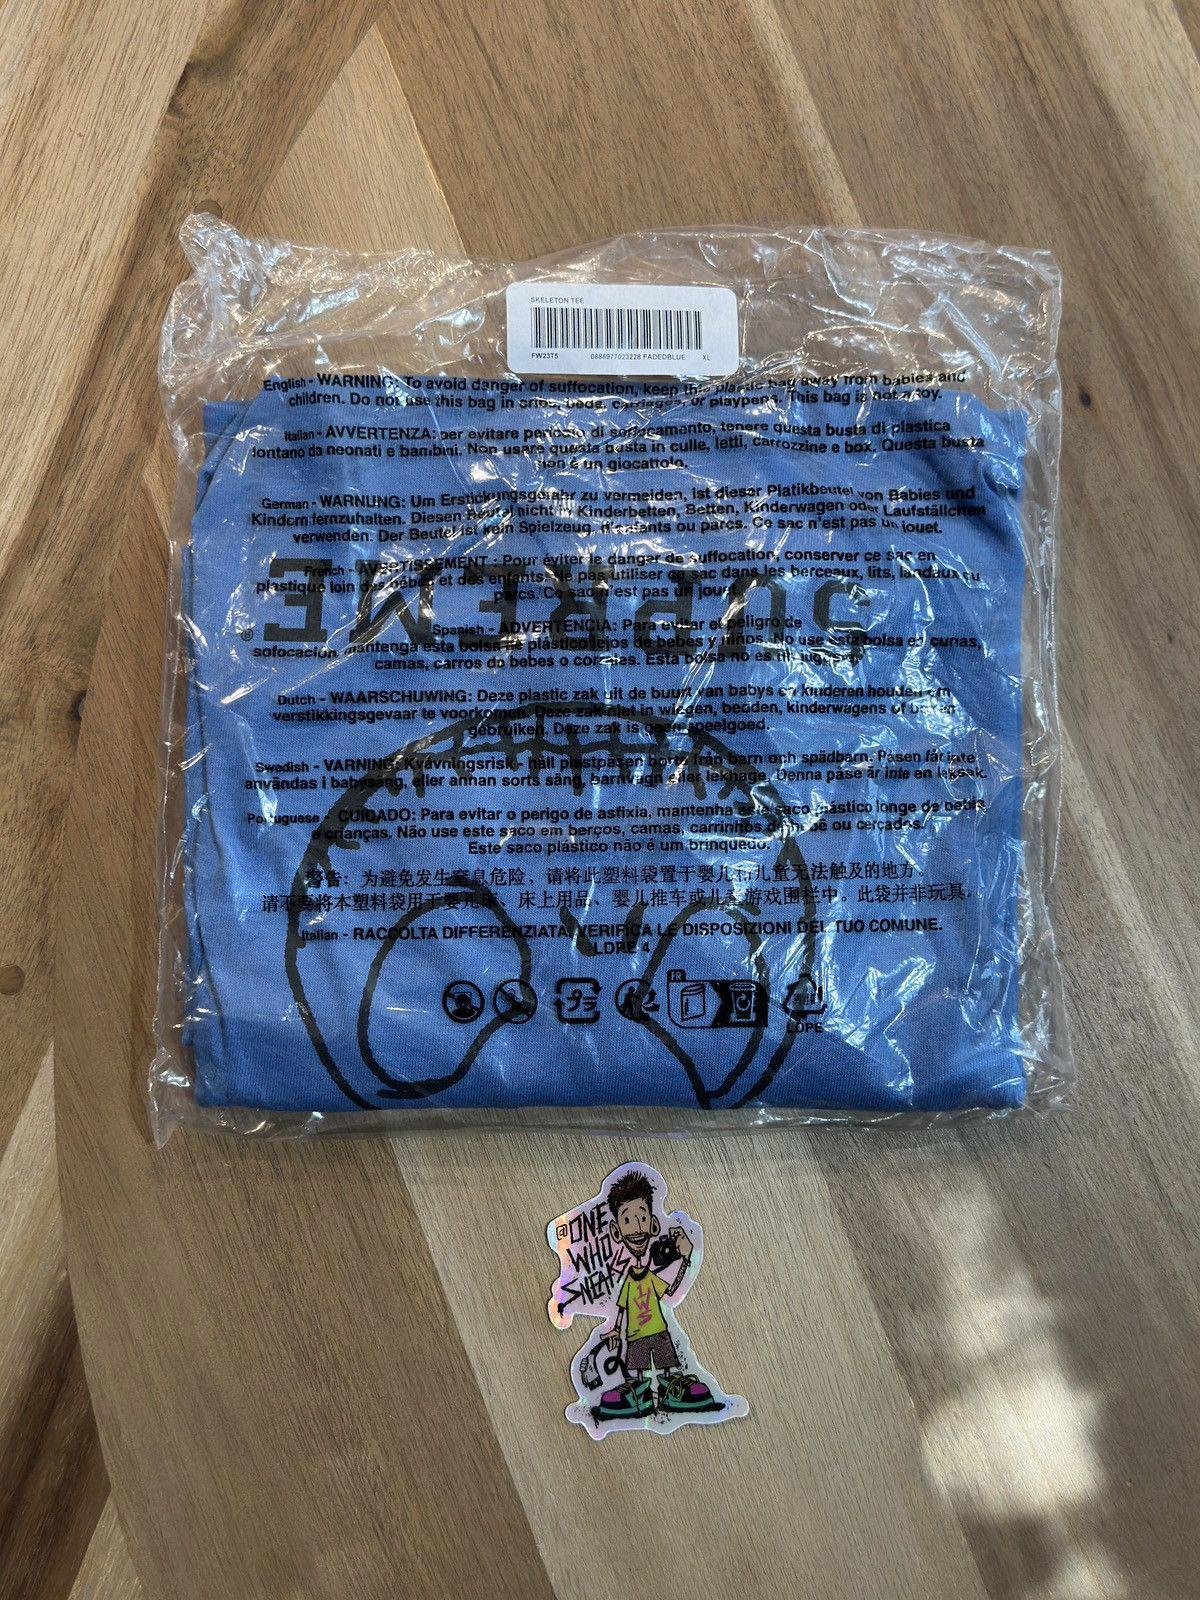 SKELETON TEE
FW23T5 0888977023228 FADEDBLUE XL
English - WARNING: To avoid danger of suffocation, keep this plastic bag away from babies and
children. Do not use this bag in cribs, beds, carriages, or playpens. This bag is not a toy.
Italian - AVVERTENZA: per evitare pericolo di soffocamento, tenere questa busta di plastica
lontano da neonati e bambini. Non usare questa busta in culle, letti, carrozzine e box. Questa busta
non è un giocattolo.
German - WARNUNG: Um Erstickungsgefahr zu vermeiden, ist dieser Platikbeutel von Babies und
Kindern fernzuhalten. Diesen Beutel nicht in Kinderbetten, Betten, Kinderwagen oder Laufställchen
verwenden. Der Beutel ist kein Spielzeug, d'enfants ou parcs. Ce sac n'est pas un jouet.
French - AVERTISSEMENT : Pour éviter le danger de suffocation, conserver ce sac en
plastique loin des bébés et des enfants. Ne pas utiliser ce sac dans les berceaux, lits, landaux ou
parcs. Ce sac n'est pas un jouet.
SUPREME®
Spanish - ADVERTENCIA: Para evitar el peligro de
sofocación mantenga esta bolsa de plástico lejos de bebes y niños. No use esta bolsa en cunas,
camas, carros de bebes o corrales. Esta bolsa no es un juguete.
Dutch - WAARSCHUWING: Deze plastic zak uit de buurt van babys en kinderen houden om
verstikkingsgevaar te voorkomen. Deze zak niet in wiegen, bedden, kinderwagens of boxen
gebruiken. Deze zak is geen speelgoed.
Swedish - VARNING: Kvävningsrisk - håll plastpåsen borta från barn och spädbarn. Påsen får inte
användas i babysäng, eller annan sorts säng, barnvagn eller lekhage. Denna påse är inte en leksak.
Portuguese - CUIDADO: Para evitar o perigo de asfixia, mantenha este saco plástico longe de bebês
e crianças. Não use este saco em berços, camas, carrinhos de bebê ou cercados.
Este saco plástico não é um brinquedo.
警告：为避免发生窒息危险，请将此塑料袋置于婴儿和儿童无法触及的地方。
请不要将本塑料袋用于婴儿床、床上用品、婴儿推车或儿童游戏围栏中。此袋并非玩具。
Italian - RACCOLTA DIFFERENZIATA. VERIFICA LE DISPOSIZIONI DEL TUO COMUNE.
LDPE 4
FR
LDPE
@ONE
WHO
SNEAKS
1WS